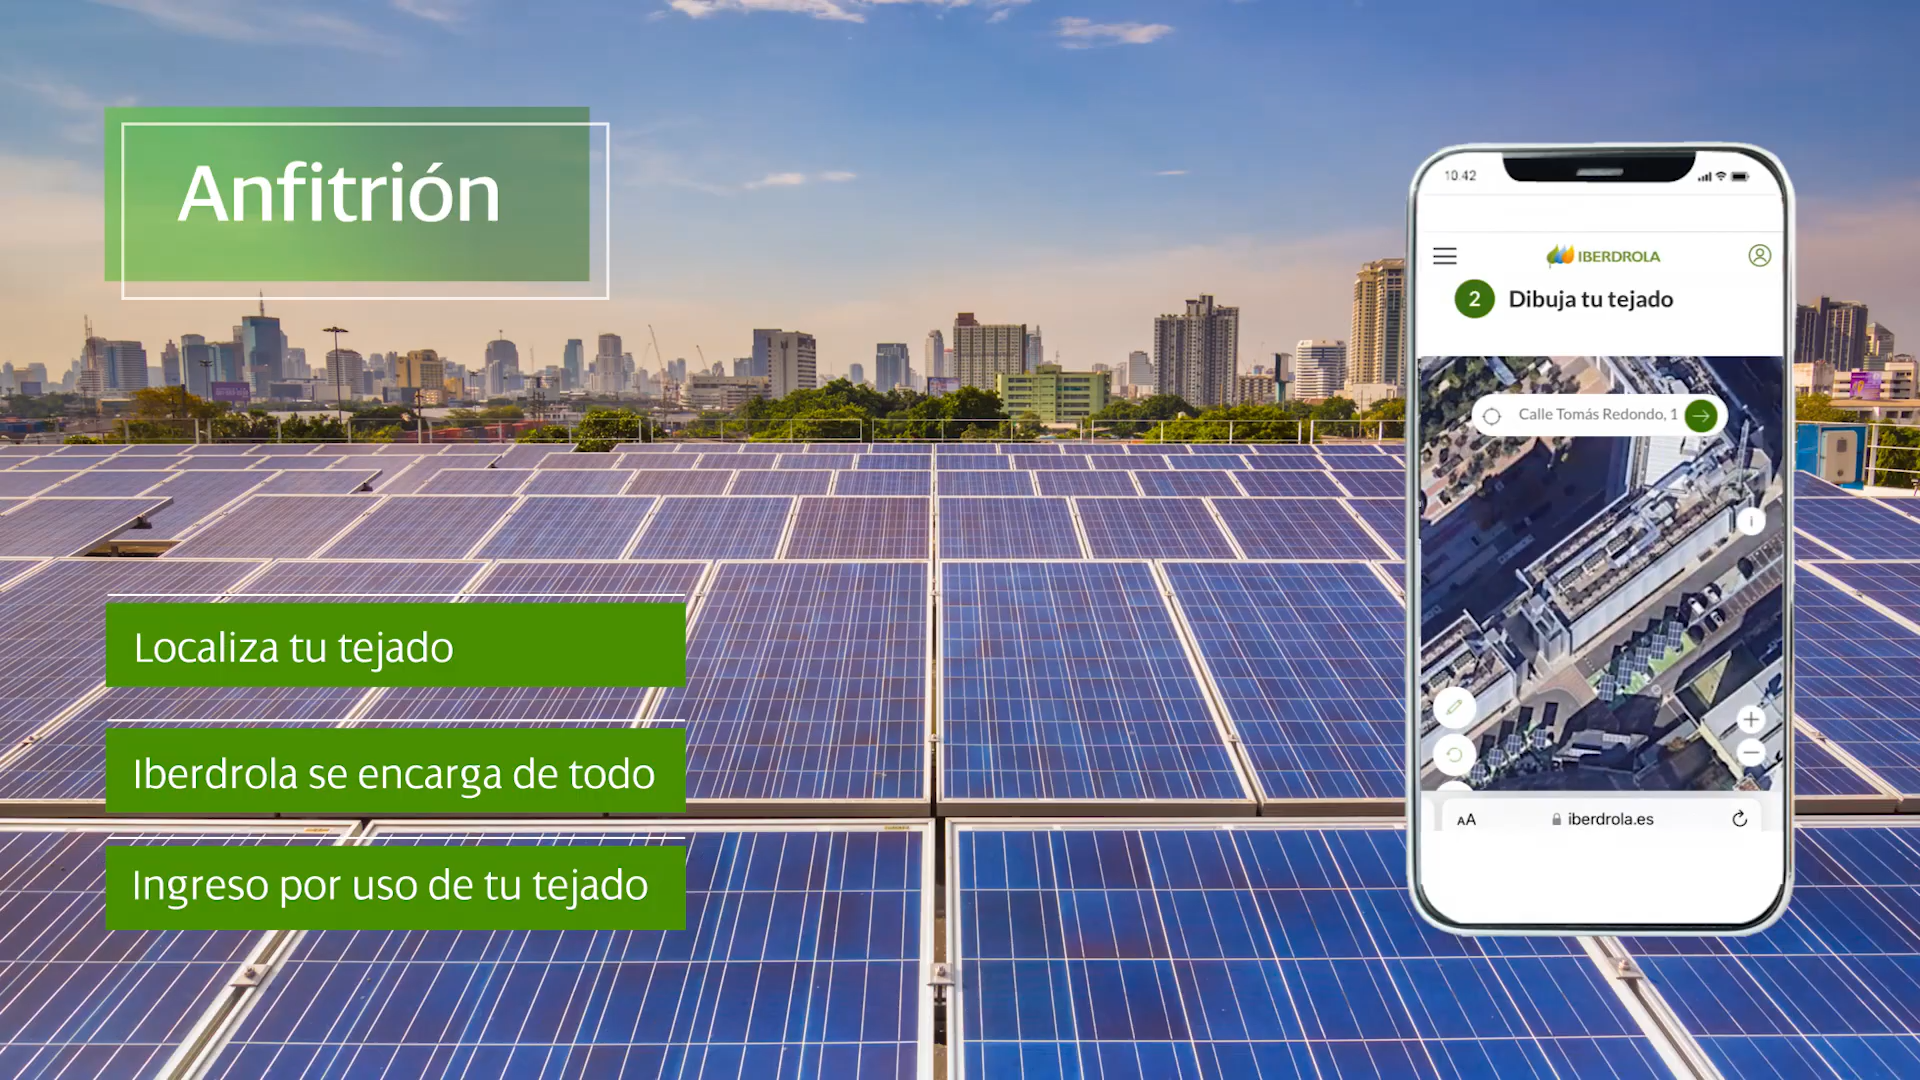 Anfitrión
Localiza tu tejado
Iberdrola se encarga de todo
Ingreso por uso de tu tejado
10.42
IBERDROLA
2 Dibuja tu tejado
Calle Tomás Redondo, 1
i
AA iberdrola.es